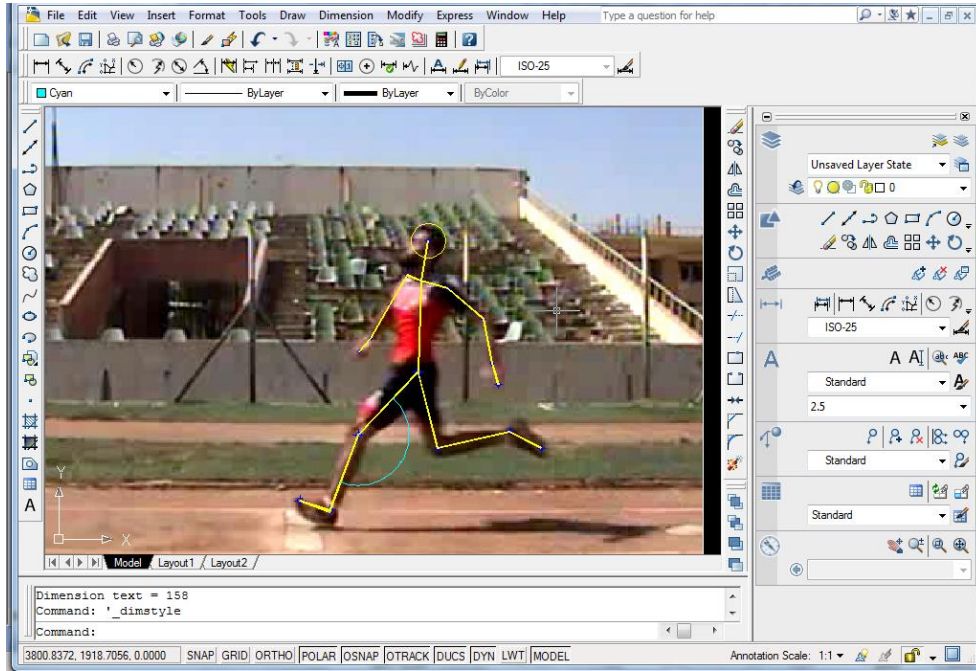 File Edit View Insert Format Tools Draw Dimension Modify Express Window Help Type a question for help
ISO-25
Cyan ByLayer ByLayer ByColor
Unsaved Layer State
0
ISO-25
A A ABC
Standard
2.5
Standard
Standard
A
Y
X
Model Layout1 Layout2
Dimension text = 158
Command: '_dimstyle
Command:
3800.8372, 1918.7056, 0.0000 SNAP GRID ORTHO POLAR OSNAP OTRACK DUCS DYN LWT MODEL Annotation Scale: 1:1